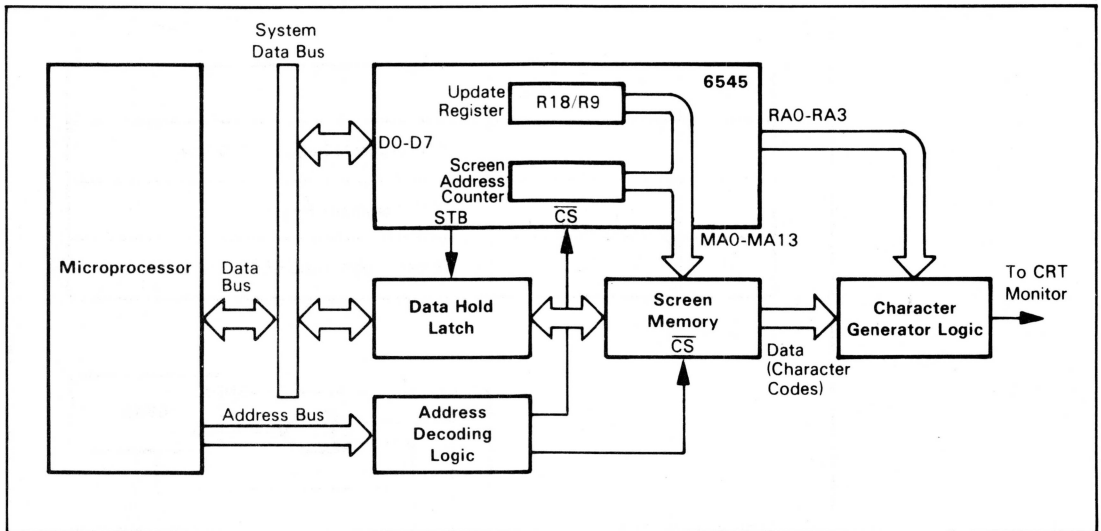 System
Data Bus
6545
Update
Register
R18/R9
RA0-RA3
D0-D7
Screen
Address
Counter
STB
CS
MA0-MA13
Microprocessor
Data
Bus
Data Hold
Latch
Screen
Memory
CS
Character
Generator Logic
To CRT
Monitor
Data
(Character
Codes)
Address Bus
Address
Decoding
Logic